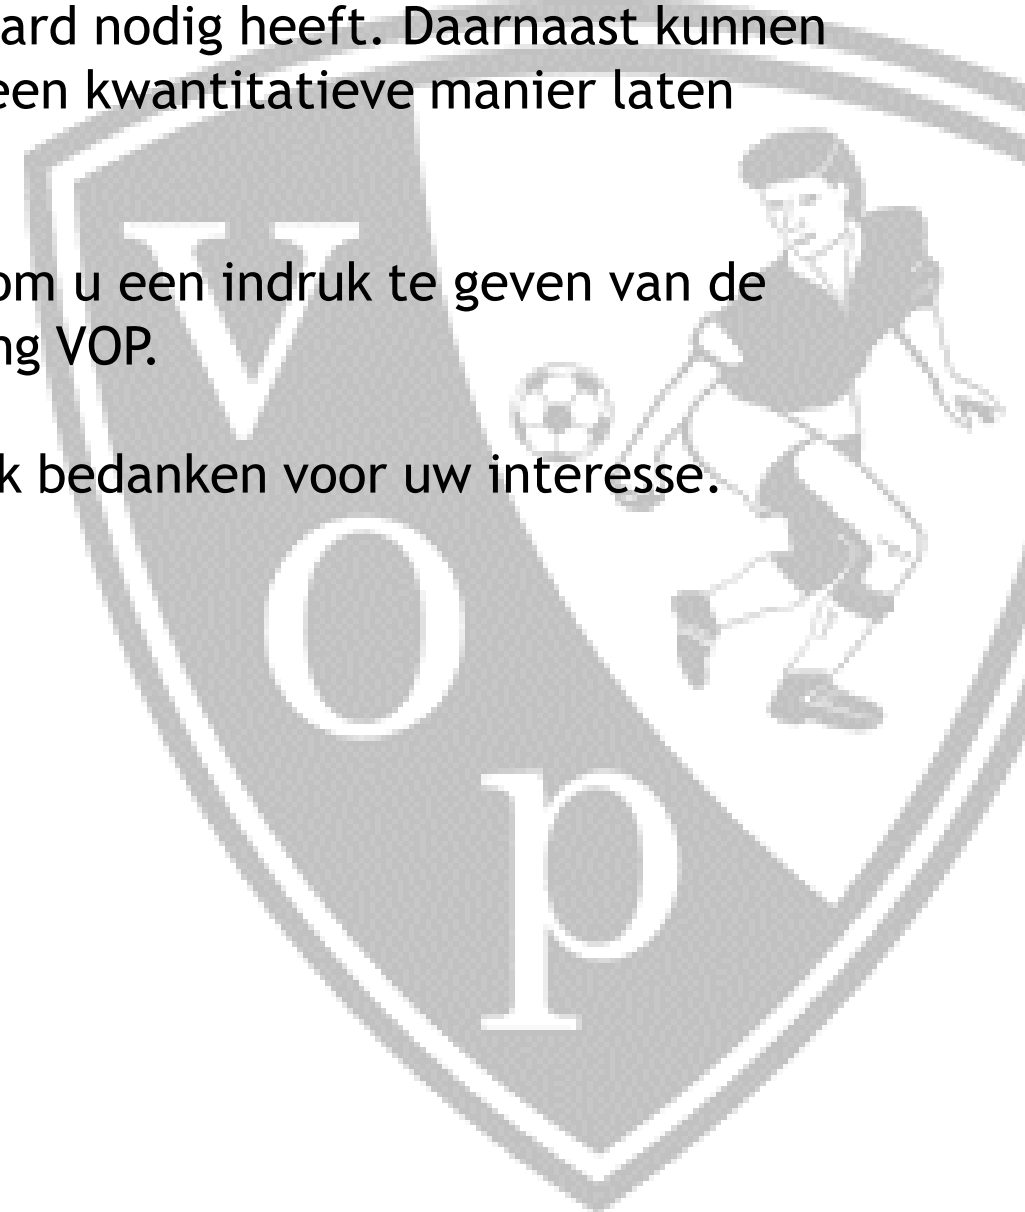 ard nodig heeft. Daarnaast kunnen
een kwantitatieve manier laten
om u een indruk te geven van de
ng VOP.
k bedanken voor uw interesse.
V
O
P